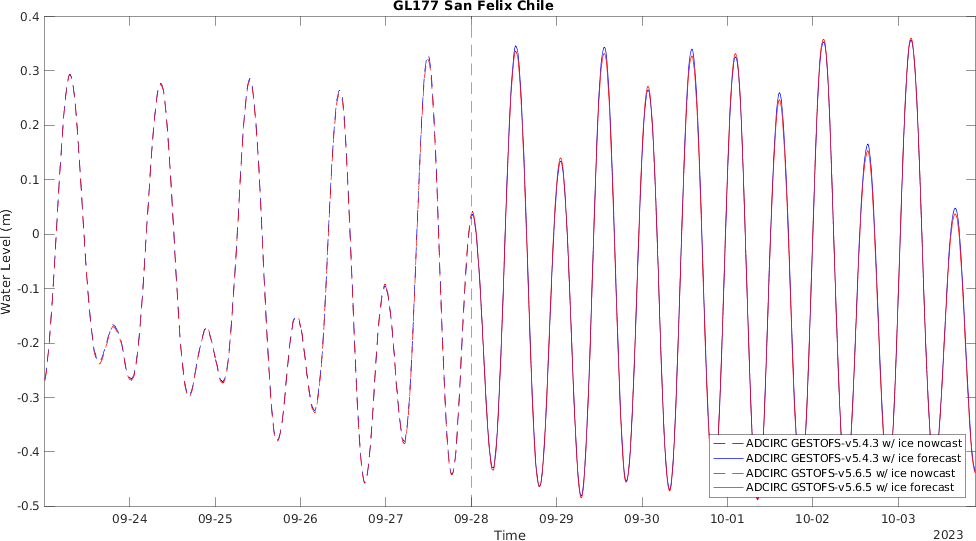 GL177 San Felix Chile
0.4
0.3
0.2
0.1
0
-0.1
-0.2
-0.3
-0.4
-0.5
Water Level (m)
ADCIRC GESTOFS-v5.4.3 w/ ice nowcast
ADCIRC GESTOFS-v5.4.3 w/ ice forecast
ADCIRC GSTOFS-v5.6.5 w/ ice nowcast
ADCIRC GSTOFS-v5.6.5 w/ ice forecast
09-24 09-25 09-26 09-27 09-28 09-29 09-30 10-01 10-02 10-03
Time
2023